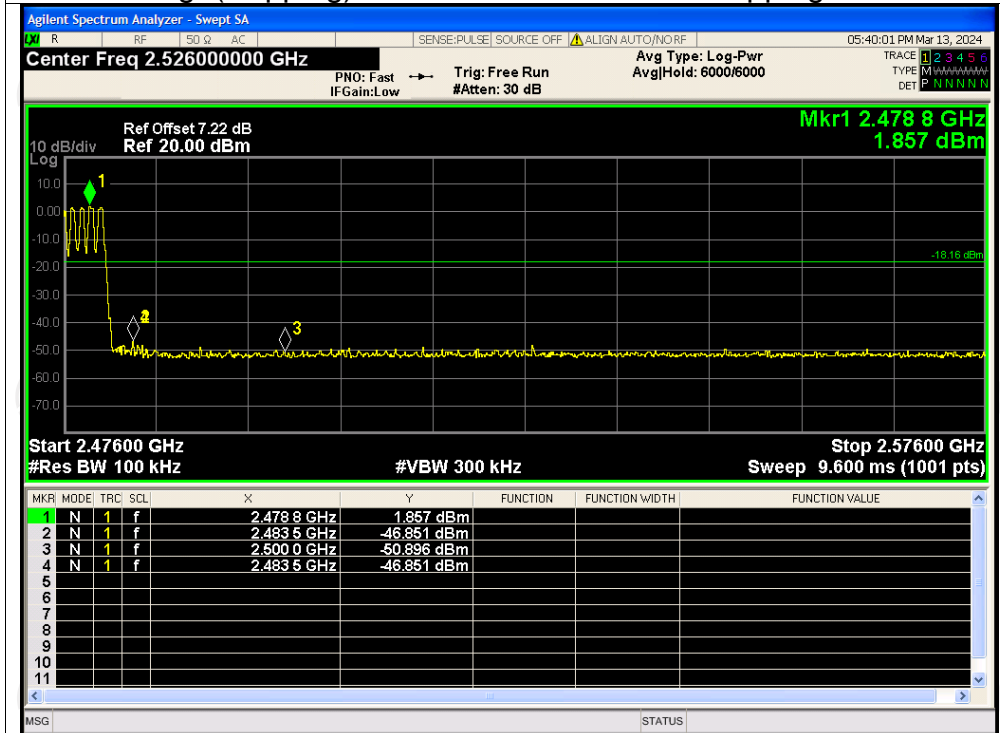 Agilent Spectrum Analyzer - Swept SA
LXI R RF 50 Ω AC SENSE:PULSE SOURCE OFF ALIGN AUTO/NO RF 05:40:01 PM Mar 13, 2024
Center Freq 2.526000000 GHz
PNO: Fast
IFGain:Low
Trig: Free Run
#Atten: 30 dB
Avg Type: Log-Pwr
Avg|Hold: 6000/6000
TRACE 1 2 3 4 5 6
TYPE M
DET P N N N N N
Mkr1 2.478 8 GHz
1.857 dBm
Ref Offset 7.22 dB
10 dB/div Ref 20.00 dBm
Log
10.0
0.00
-10.0
-20.0
-30.0
-40.0
-50.0
-60.0
-70.0
1
-18.16 dBm
3
Start 2.47600 GHz Stop 2.57600 GHz
#Res BW 100 kHz #VBW 300 kHz Sweep 9.600 ms (1001 pts)
MKR MODE TRC SCL X Y FUNCTION FUNCTION WIDTH FUNCTION VALUE
1 N 1 f 2.478 8 GHz 1.857 dBm
2 N 1 f 2.483 5 GHz -46.851 dBm
3 N 1 f 2.500 0 GHz -50.896 dBm
4 N 1 f 2.483 5 GHz -46.851 dBm
5
6
7
8
9
10
11
MSG STATUS